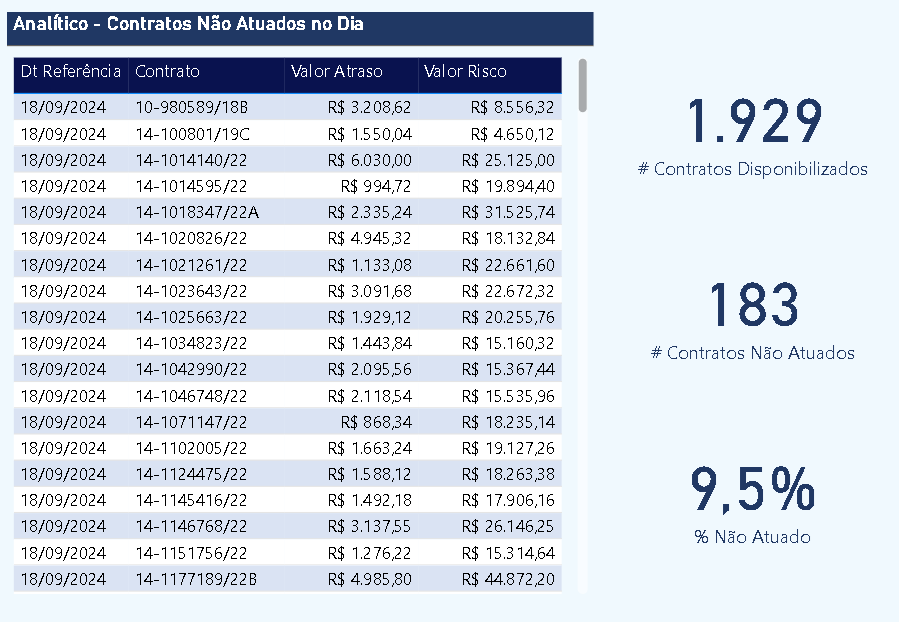 Analítico - Contratos Não Atuados no Dia
Dt Referência Contrato Valor Atraso Valor Risco
18/09/2024 10-980589/18B R$ 3.208,62 R$ 8.556,32
18/09/2024 14-100801/19C R$ 1.550,04 R$ 4.650,12
18/09/2024 14-1014140/22 R$ 6.030,00 R$ 25.125,00
18/09/2024 14-1014595/22 R$ 994,72 R$ 19.894,40
18/09/2024 14-1018347/22A R$ 2.335,24 R$ 31.525,74
18/09/2024 14-1020826/22 R$ 4.945,32 R$ 18.132,84
18/09/2024 14-1021261/22 R$ 1.133,08 R$ 22.661,60
18/09/2024 14-1023643/22 R$ 3.091,68 R$ 22.672,32
18/09/2024 14-1025663/22 R$ 1.929,12 R$ 20.255,76
18/09/2024 14-1034823/22 R$ 1.443,84 R$ 15.160,32
18/09/2024 14-1042990/22 R$ 2.095,56 R$ 15.367,44
18/09/2024 14-1046748/22 R$ 2.118,54 R$ 15.535,96
18/09/2024 14-1071147/22 R$ 868,34 R$ 18.235,14
18/09/2024 14-1102005/22 R$ 1.663,24 R$ 19.127,26
18/09/2024 14-1124475/22 R$ 1.588,12 R$ 18.263,38
18/09/2024 14-1145416/22 R$ 1.492,18 R$ 17.906,16
18/09/2024 14-1146768/22 R$ 3.137,55 R$ 26.146,25
18/09/2024 14-1151756/22 R$ 1.276,22 R$ 15.314,64
18/09/2024 14-1177189/22B R$ 4.985,80 R$ 44.872,20
1.929
# Contratos Disponibilizados
183
# Contratos Não Atuados
9,5%
% Não Atuado